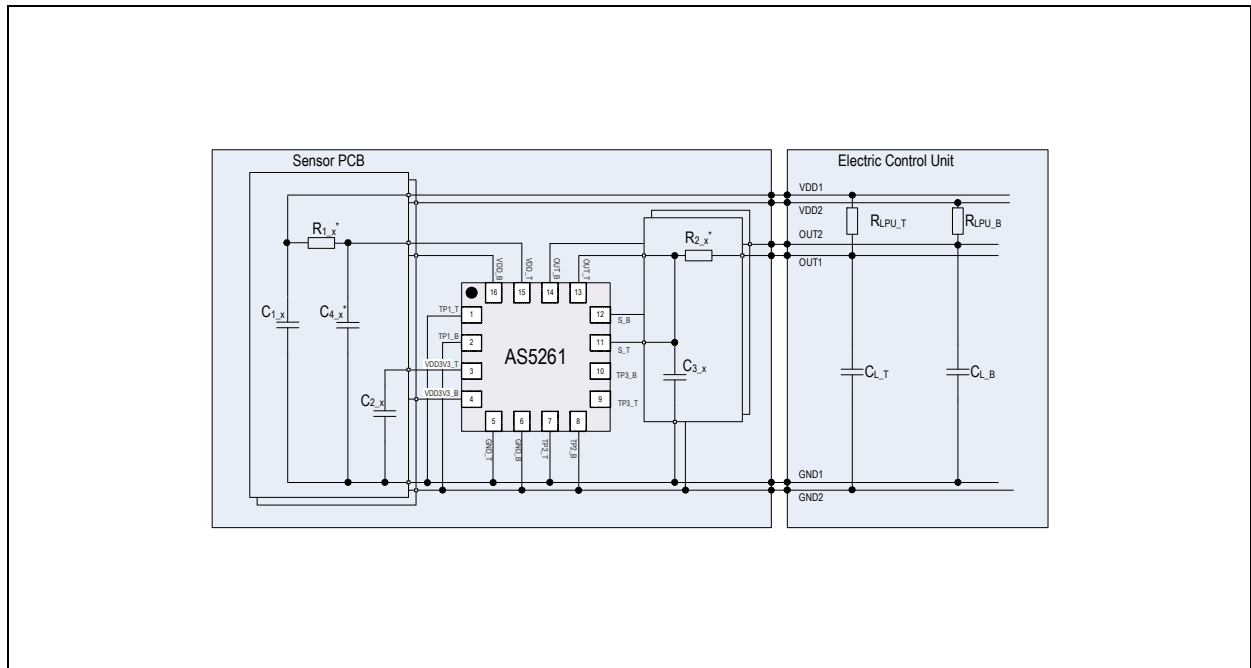 Sensor PCB
Electric Control Unit
VDD1
VDD2
R1_x*
R2_x*
RLPU_T
RLPU_B
OUT2
OUT1
VDD_B
VDD_T
OUT_B
OUT_T
16
15
14
13
C1_x
C4_x*
TP1_T
1
12
S_B
TP1_B
2
11
S_T
AS5261
VDD3V3_T
3
10
TP3_B
C3_x
CL_T
CL_B
VDD3V3_B
4
9
TP3_T
C2_x
5
6
7
8
GND_T
GND_B
TP2_T
TP2_B
GND1
GND2